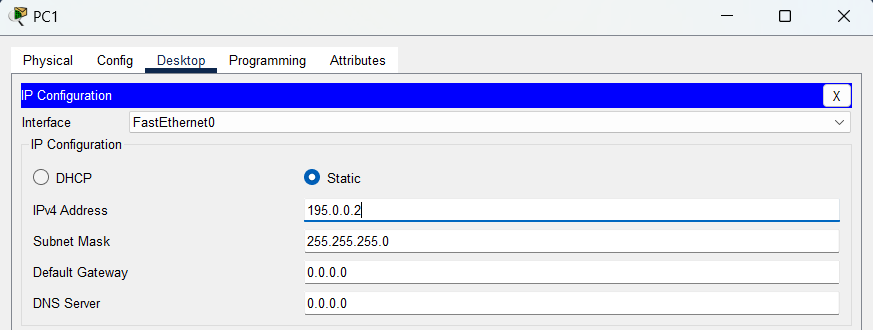 PC1
Physical Config Desktop Programming Attributes
IP Configuration X
Interface FastEthernet0
IP Configuration
DHCP Static
IPv4 Address 195.0.0.2
Subnet Mask 255.255.255.0
Default Gateway 0.0.0.0
DNS Server 0.0.0.0